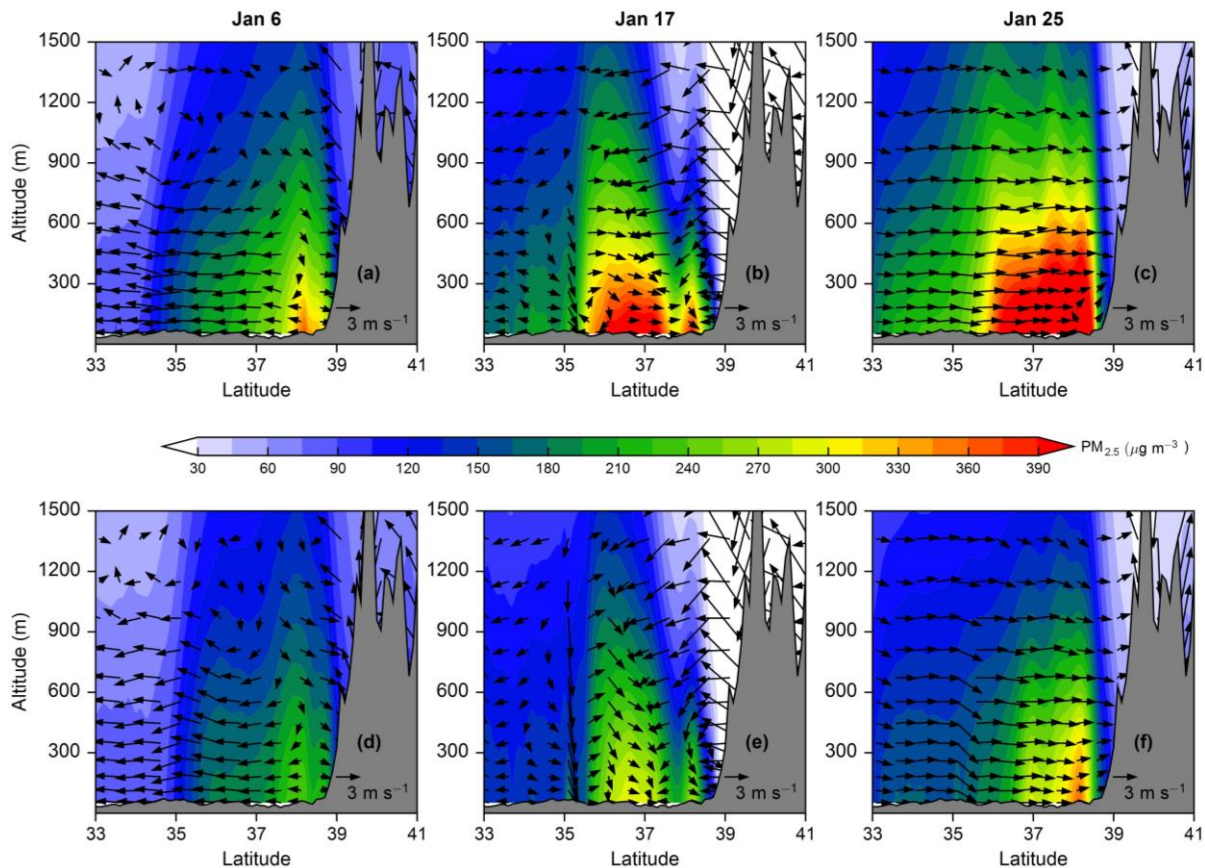 Jan 6 Jan 17 Jan 25
1500 1500 1500
1200 1200 1200
900 900 900
Altitude (m)
600 600 600
300 (a) 300 (b) 300 (c)
3 m s⁻¹ 3 m s⁻¹ 3 m s⁻¹
33 35 37 39 41 33 35 37 39 41 33 35 37 39 41
Latitude Latitude Latitude
PM2.5 (μg m⁻³)
30 60 90 120 150 180 210 240 270 300 330 360 390
1500 1500 1500
1200 1200 1200
900 900 900
Altitude (m)
600 600 600
300 (d) 300 (e) 300 (f)
3 m s⁻¹ 3 m s⁻¹ 3 m s⁻¹
33 35 37 39 41 33 35 37 39 41 33 35 37 39 41
Latitude Latitude Latitude